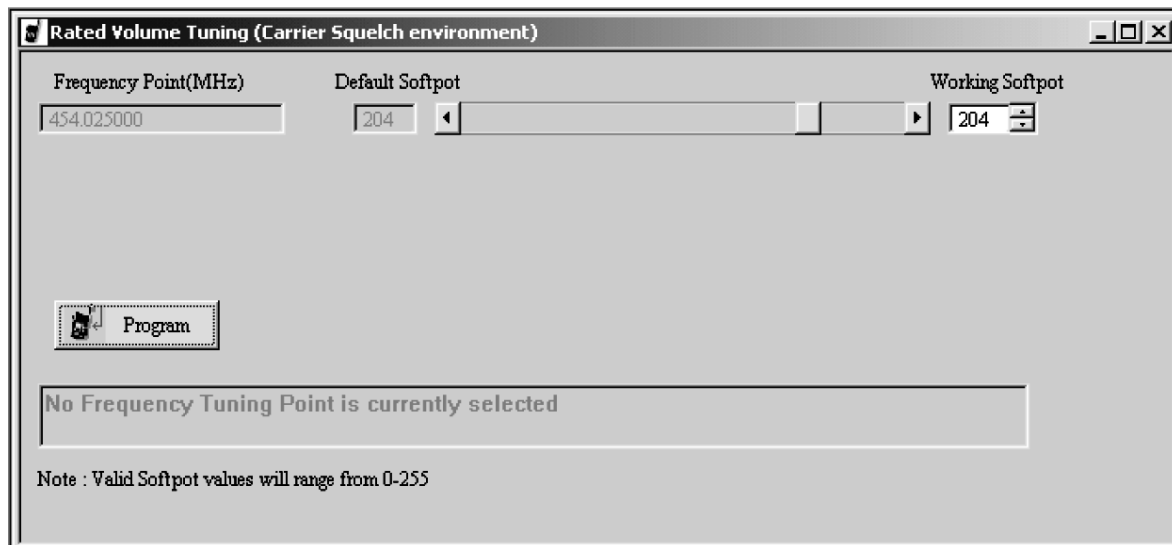 Rated Volume Tuning (Carrier Squelch environment)
Frequency Point(MHz) Default Softpot Working Softpot
454.025000 204 204
Program
No Frequency Tuning Point is currently selected
Note : Valid Softpot values will range from 0-255